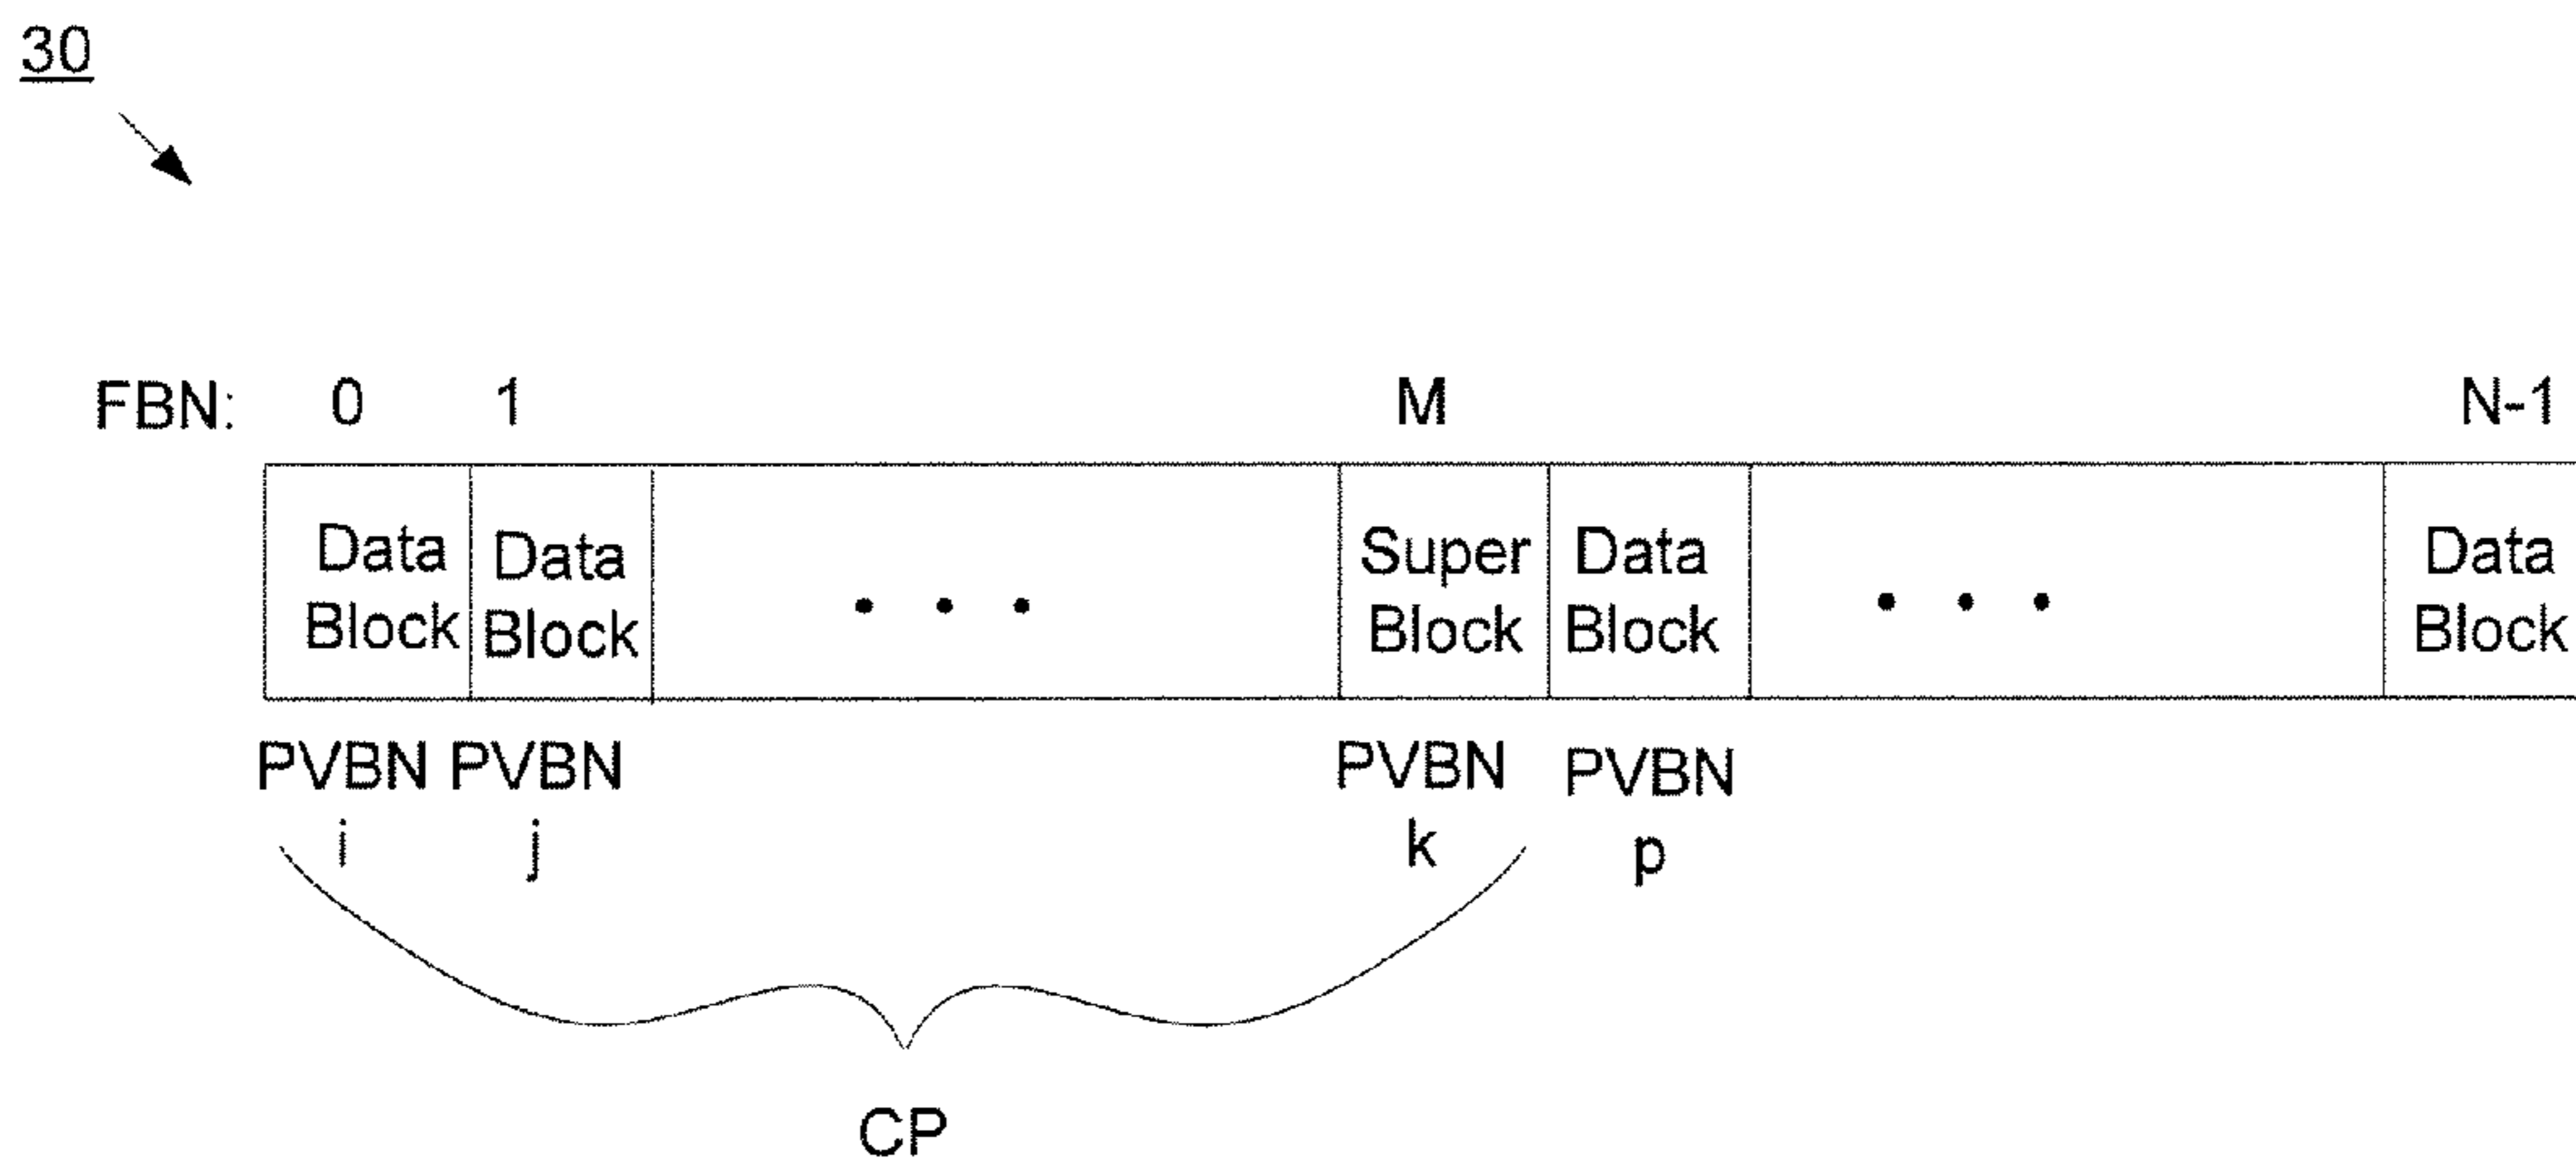 30
FBN: 0 1 M N-1
Data Block
Data Block
Super Block
Data Block
Data Block
PVBN i
PVBN j
PVBN k
PVBN p
CP